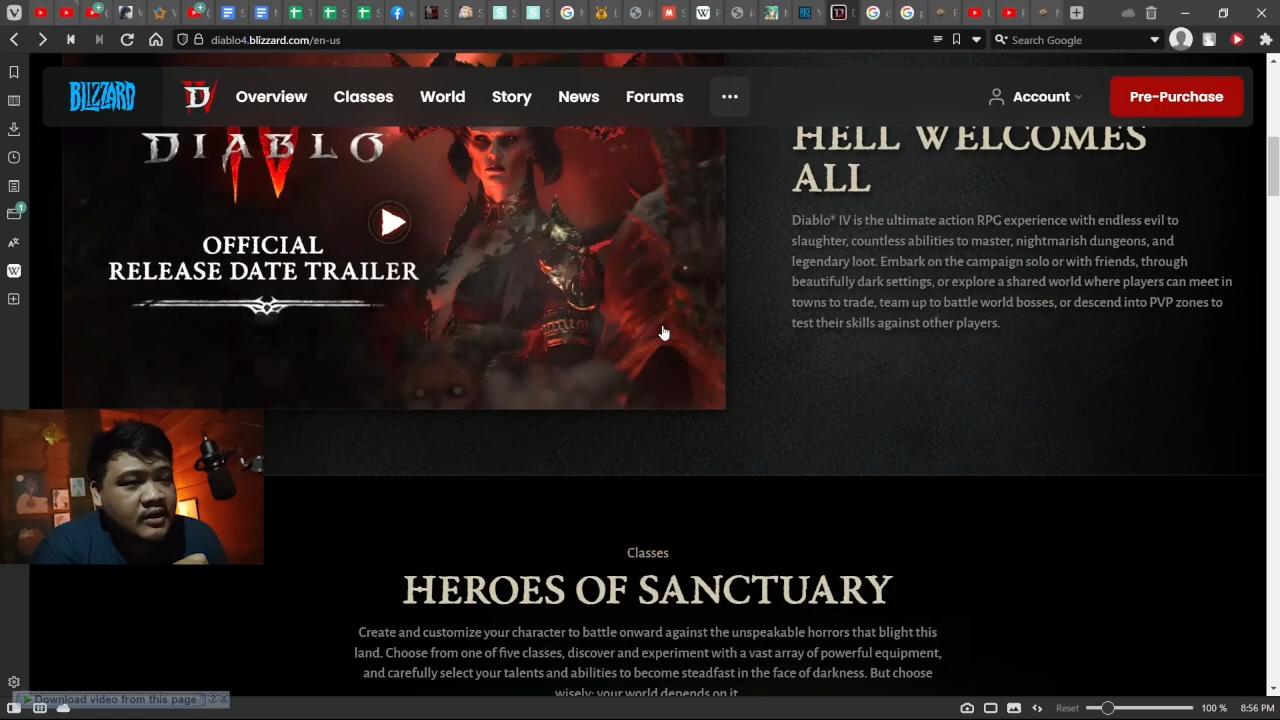 diablo4.blizzard.com/en-us
Search Google
BLIZZARD
D
Overview
Classes
World
Story
News
Forums
Account
Pre-Purchase
DIABLO
IV
OFFICIAL
RELEASE DATE TRAILER
HELL WELCOMES
ALL
Diablo® IV is the ultimate action RPG experience with endless evil to
slaughter, countless abilities to master, nightmarish dungeons, and
legendary loot. Embark on the campaign solo or with friends, through
beautifully dark settings, or explore a shared world where players can meet in
towns to trade, team up to battle world bosses, or descend into PVP zones to
test their skills against other players.
Classes
HEROES OF SANCTUARY
Create and customize your character to battle onward against the unspeakable horrors that blight this
land. Choose from one of five classes, discover and experiment with a vast array of powerful equipment,
and carefully select your talents and abilities to become steadfast in the face of darkness. But choose
wisely: your world depends on it.
Download video from this page
Reset
100 %
8:56 PM